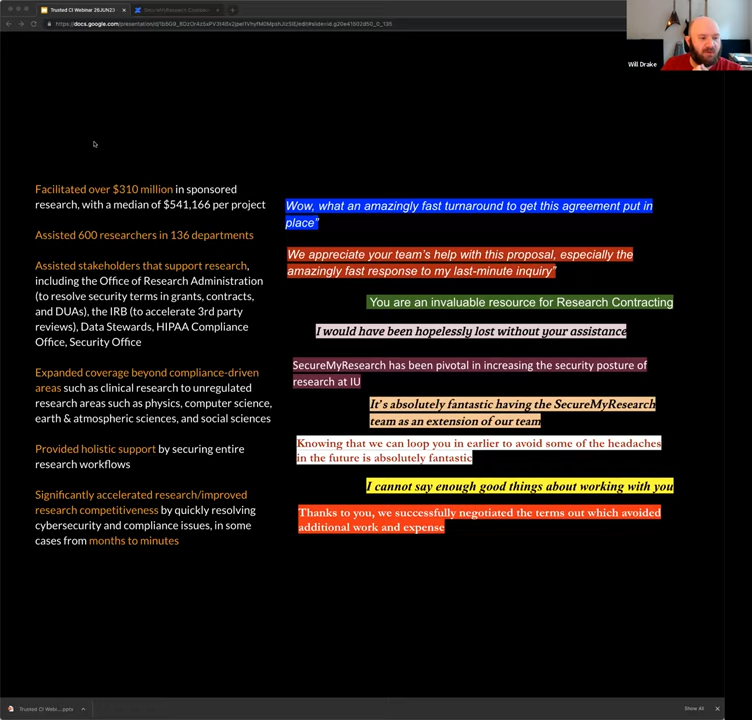 Trusted CI Webinar 26JUN23
SecureMyResearch Cookbook
Will Drake
Facilitated over $310 million in sponsored
research, with a median of $541,166 per project
Assisted 600 researchers in 136 departments
Assisted stakeholders that support research,
including the Office of Research Administration
(to resolve security terms in grants, contracts,
and DUAs), the IRB (to accelerate 3rd party
reviews), Data Stewards, HIPAA Compliance
Office, Security Office
Expanded coverage beyond compliance-driven
areas such as clinical research to unregulated
research areas such as physics, computer science,
earth & atmospheric sciences, and social sciences
Provided holistic support by securing entire
research workflows
Significantly accelerated research/improved
research competitiveness by quickly resolving
cybersecurity and compliance issues, in some
cases from months to minutes
Wow, what an amazingly fast turnaround to get this agreement put in
place"
We appreciate your team's help with this proposal, especially the
amazingly fast response to my last-minute inquiry"
You are an invaluable resource for Research Contracting
I would have been hopelessly lost without your assistance
SecureMyResearch has been pivotal in increasing the security posture of
research at IU
It's absolutely fantastic having the SecureMyResearch
team as an extension of our team
Knowing that we can loop you in earlier to avoid some of the headaches
in the future is absolutely fantastic
I cannot say enough good things about working with you
Thanks to you, we successfully negotiated the terms out which avoided
additional work and expense
Trusted CI Webi....pptx
Show All